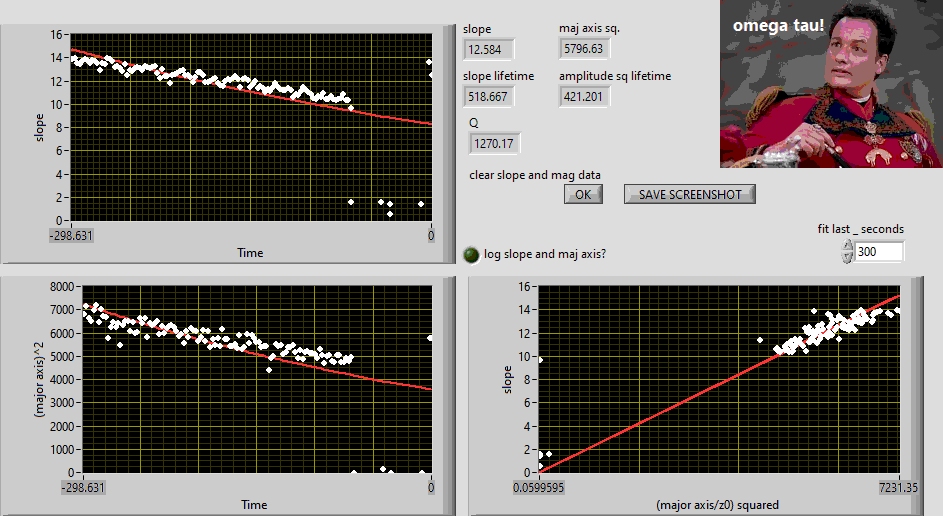 16
14
12
10
8
6
4
2
0
slope
-298.631
0
Time
slope
12.584
maj axis sq.
5796.63
slope lifetime
518.667
amplitude sq lifetime
421.201
Q
1270.17
clear slope and mag data
OK
SAVE SCREENSHOT
omega tau!
log slope and maj axis?
fit last _ seconds
300
8000
7000
6000
5000
4000
3000
2000
1000
0
(major axis)^2
-298.631
0
Time
16
14
12
10
8
6
4
2
0
slope
0.0599595
7231.35
(major axis/z0) squared